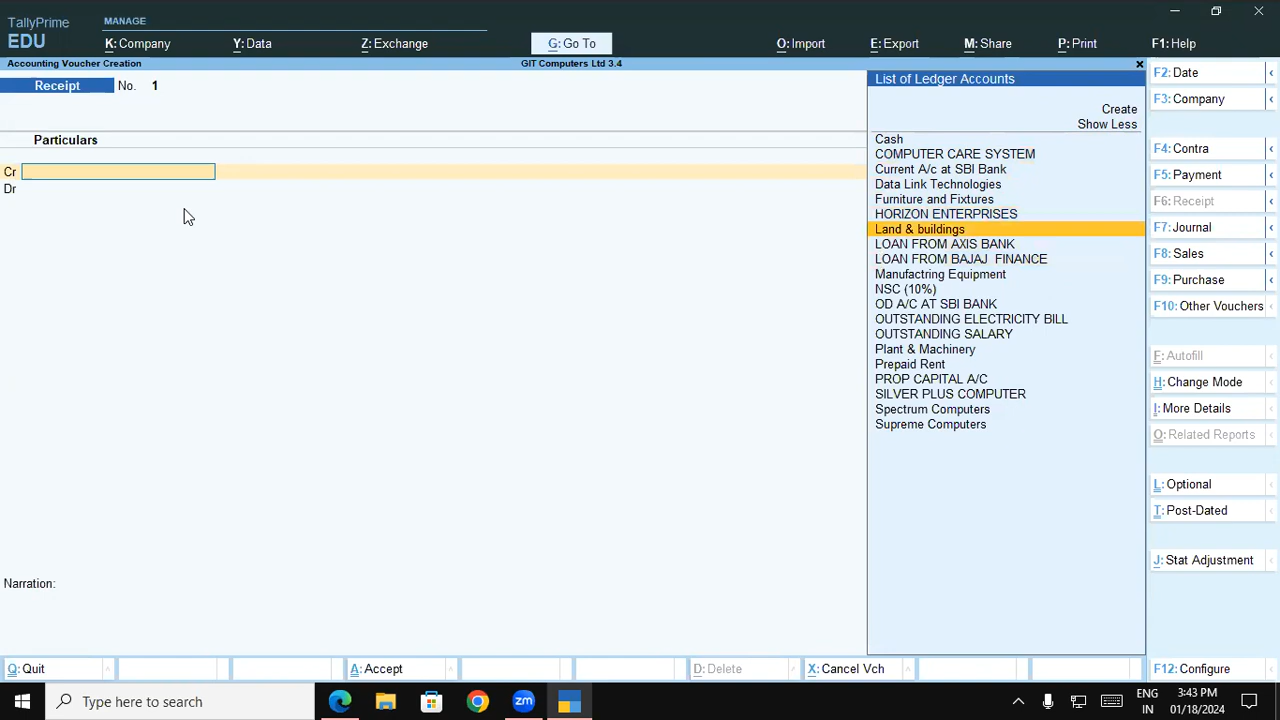 TallyPrime
EDU
MANAGE
K: Company
Y: Data
Z: Exchange
G: Go To
O: Import
E: Export
M: Share
P: Print
F1: Help
Accounting Voucher Creation
GIT Computers Ltd 3.4
Receipt No. 1
Particulars
Cr
Dr
Narration:
List of Ledger Accounts
Create
Show Less
Cash
COMPUTER CARE SYSTEM
Current A/c at SBI Bank
Data Link Technologies
Furniture and Fixtures
HORIZON ENTERPRISES
Land & buildings
LOAN FROM AXIS BANK
LOAN FROM BAJAJ FINANCE
Manufactring Equipment
NSC (10%)
OD A/C AT SBI BANK
OUTSTANDING ELECTRICITY BILL
OUTSTANDING SALARY
Plant & Machinery
Prepaid Rent
PROP CAPITAL A/C
SILVER PLUS COMPUTER
Spectrum Computers
Supreme Computers
F2: Date
F3: Company
F4: Contra
F5: Payment
F6: Receipt
F7: Journal
F8: Sales
F9: Purchase
F10: Other Vouchers
F: Autofill
H: Change Mode
I: More Details
O: Related Reports
L: Optional
T: Post-Dated
J: Stat Adjustment
Q: Quit
A: Accept
D: Delete
X: Cancel Vch
F12: Configure
Type here to search
zm
ENG
IN
3:43 PM
01/18/2024